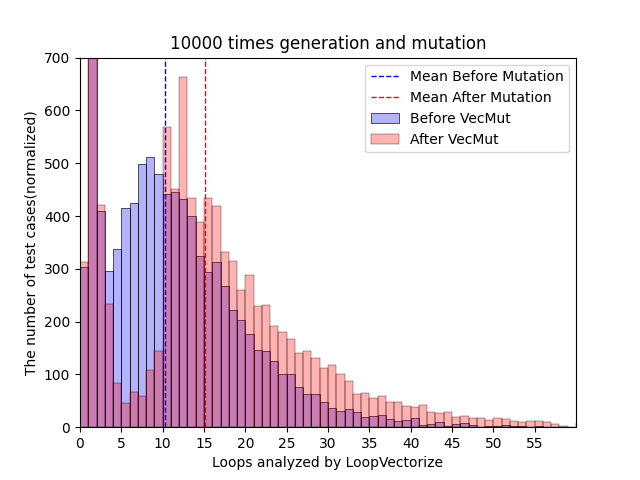 10000 times generation and mutation
Mean Before Mutation
Mean After Mutation
Before VecMut
After VecMut
The number of test cases(normalized)
700
600
500
400
300
200
100
0
0 5 10 15 20 25 30 35 40 45 50 55
Loops analyzed by LoopVectorize